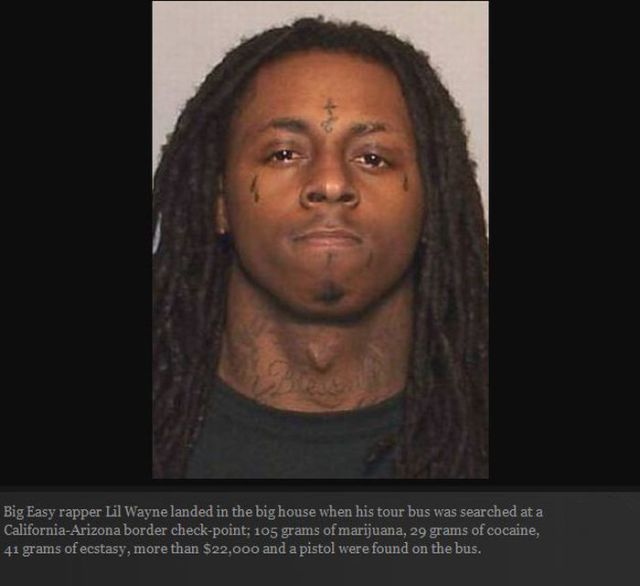 Blessed
Big Easy rapper Lil Wayne landed in the big house when his tour bus was searched at a
California-Arizona border check-point; 105 grams of marijuana, 29 grams of cocaine,
41 grams of ecstasy, more than $22,000 and a pistol were found on the bus.